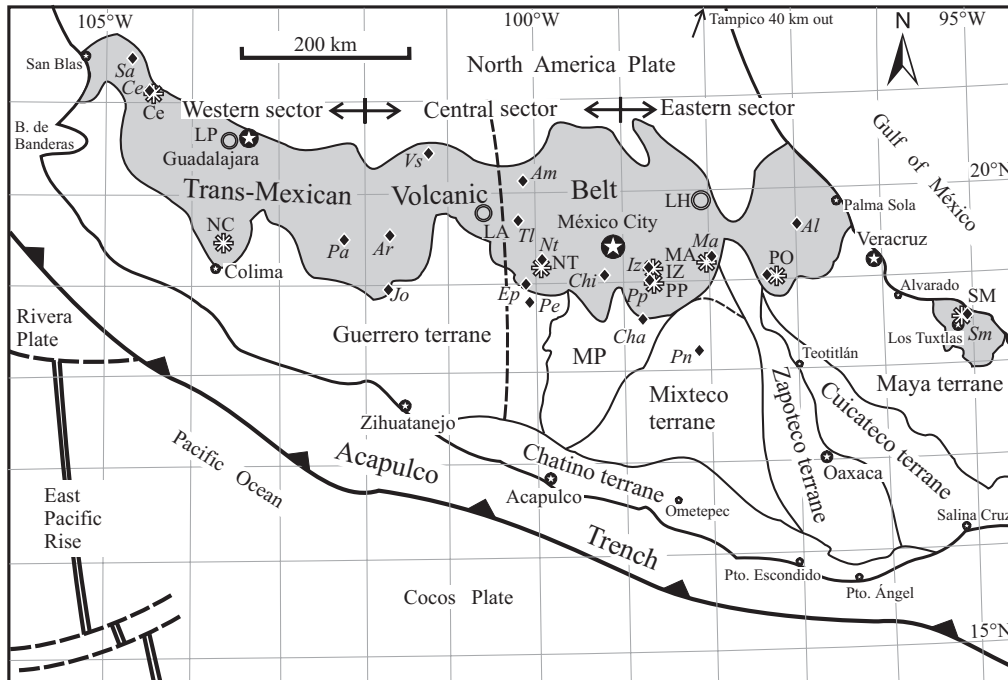 105°W
100°W
Tampico 40 km out
N
95°W
200 km
San Blas
Sa
North America Plate
Ce
Ce
Western sector
Central sector
Eastern sector
B. de
Banderas
LP
Guadalajara
Vs
Am
Gulf of México
20°N
Trans-Mexican
Volcanic
Belt
LH
Palma Sola
LA
Tl
México City
Al
Veracruz
NC
Pa
Ar
Nt
NT
MA
Ma
Colima
Chi
Iz
IZ
PO
Jo
Ep
Pe
Pp
PP
Alvarado
SM
Rivera
Plate
Guerrero terrane
Cha
Los Tuxtlas
Sm
MP
Pn
Teotitlán
Maya terrane
Mixteco
terrane
Zapoteco terrane
Cuicateco terrane
Zihuatanejo
Pacific Ocean
Acapulco
Chatino terrane
Oaxaca
Acapulco
East
Pacific
Rise
Ometepec
Salina Cruz
Trench
Pto. Escondido
Pto. Ángel
Cocos Plate
15°N